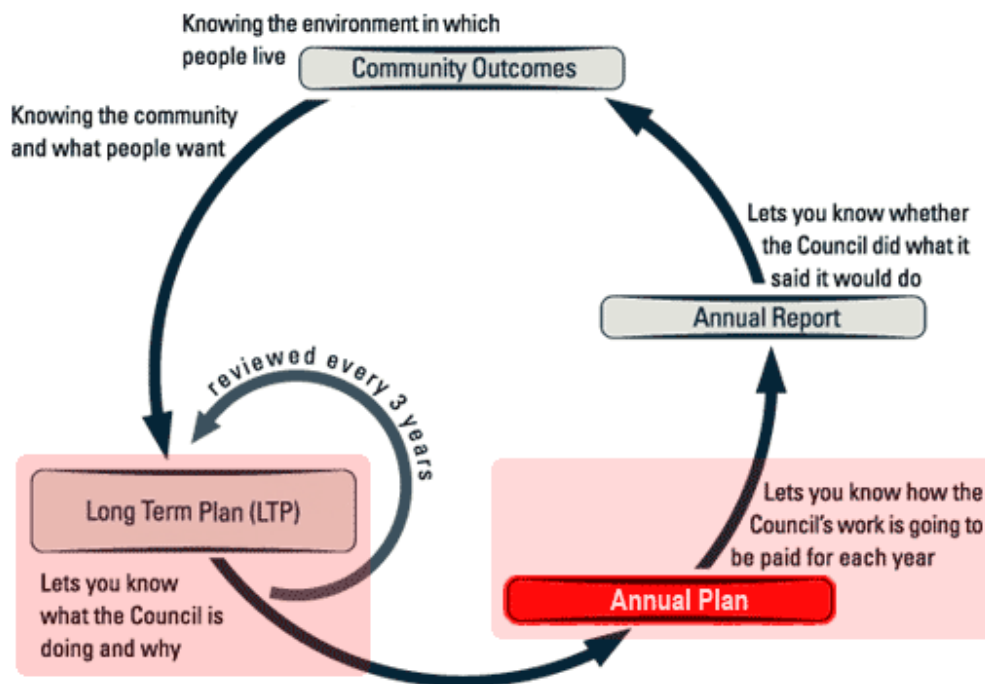 Knowing the environment in which
people live
Community Outcomes
Knowing the community
and what people want
Lets you know whether
the Council did what it
said it would do
Annual Report
reviewed every 3 years
Long Term Plan (LTP)
Lets you know
what the Council is
doing and why
Lets you know how the
Council's work is going to
be paid for each year
Annual Plan